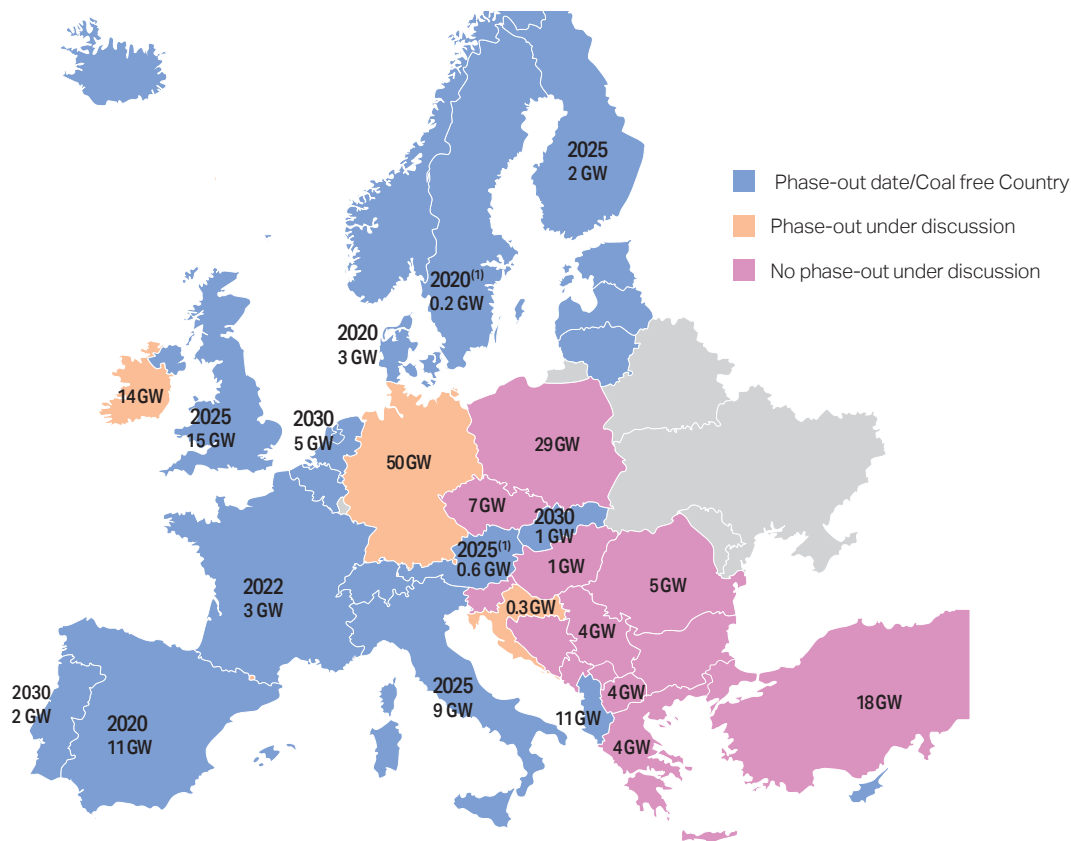 2025
2 GW
Phase-out date/Coal free Country
Phase-out under discussion
No phase-out under discussion
2020(1)
0.2 GW
2020
3 GW
14 GW
2025
15 GW
2030
5 GW
50 GW
29 GW
7 GW
2030
1 GW
2025(1)
0.6 GW
1 GW
2022
3 GW
5 GW
0.3 GW
4 GW
2030
2 GW
2020
11 GW
2025
9 GW
11 GW
4 GW
4 GW
18 GW